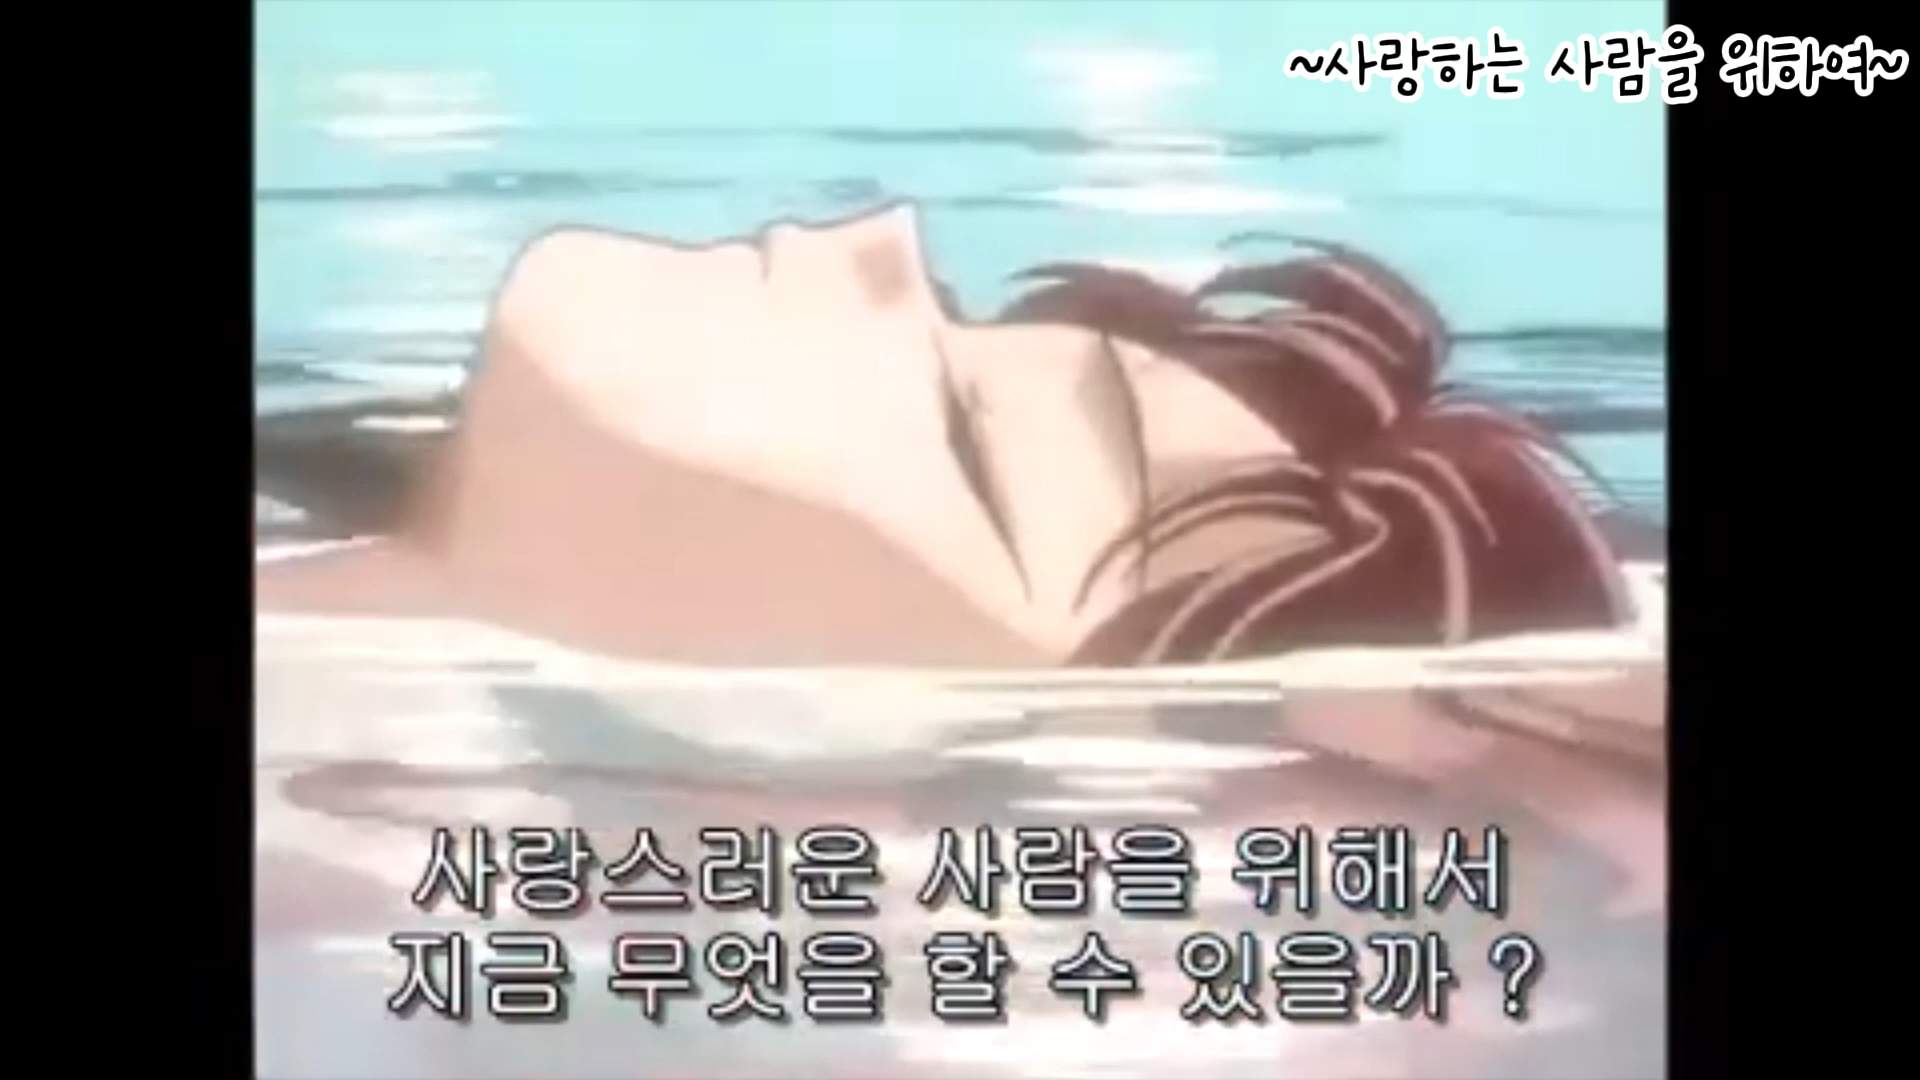 ~사랑하는 사람을 위하여~
사랑스러운 사람을 위해서
지금 무엇을 할 수 있을까 ?